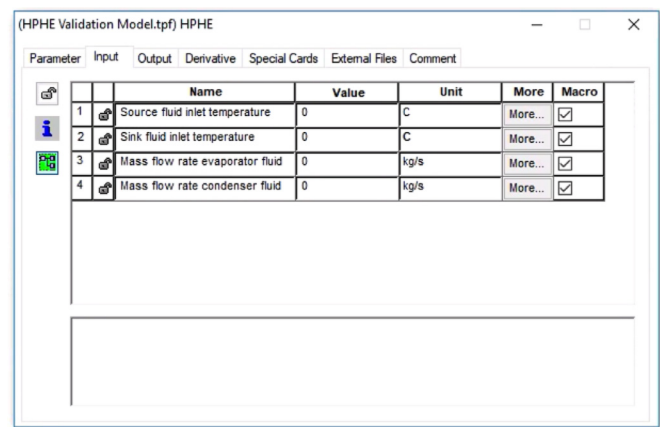 (HPHE Validation Model.tpf) HPHE
Parameter Input Output Derivative Special Cards External Files Comment
Name Value Unit More Macro
1 Source fluid inlet temperature 0 C More...
2 Sink fluid inlet temperature 0 C More...
3 Mass flow rate evaporator fluid 0 kg/s More...
4 Mass flow rate condenser fluid 0 kg/s More...